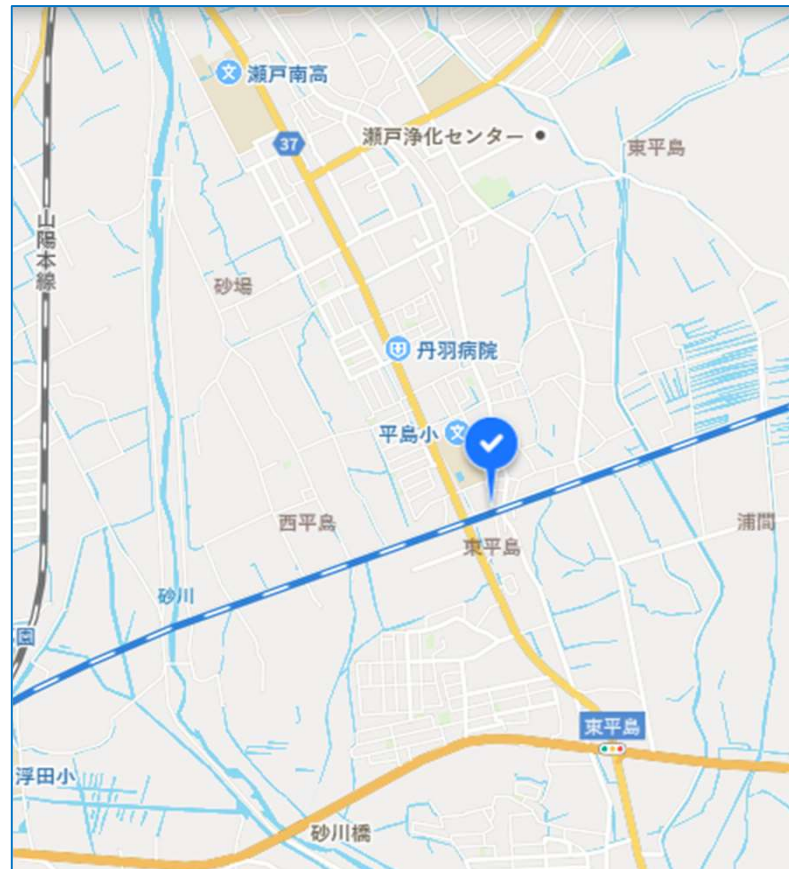 瀬戸南高
37
瀬戸浄化センター
東平島
山陽本線
砂場
丹羽病院
平島小
西平島
東平島
浦間
砂川
園
東平島
浮田小
砂川橋